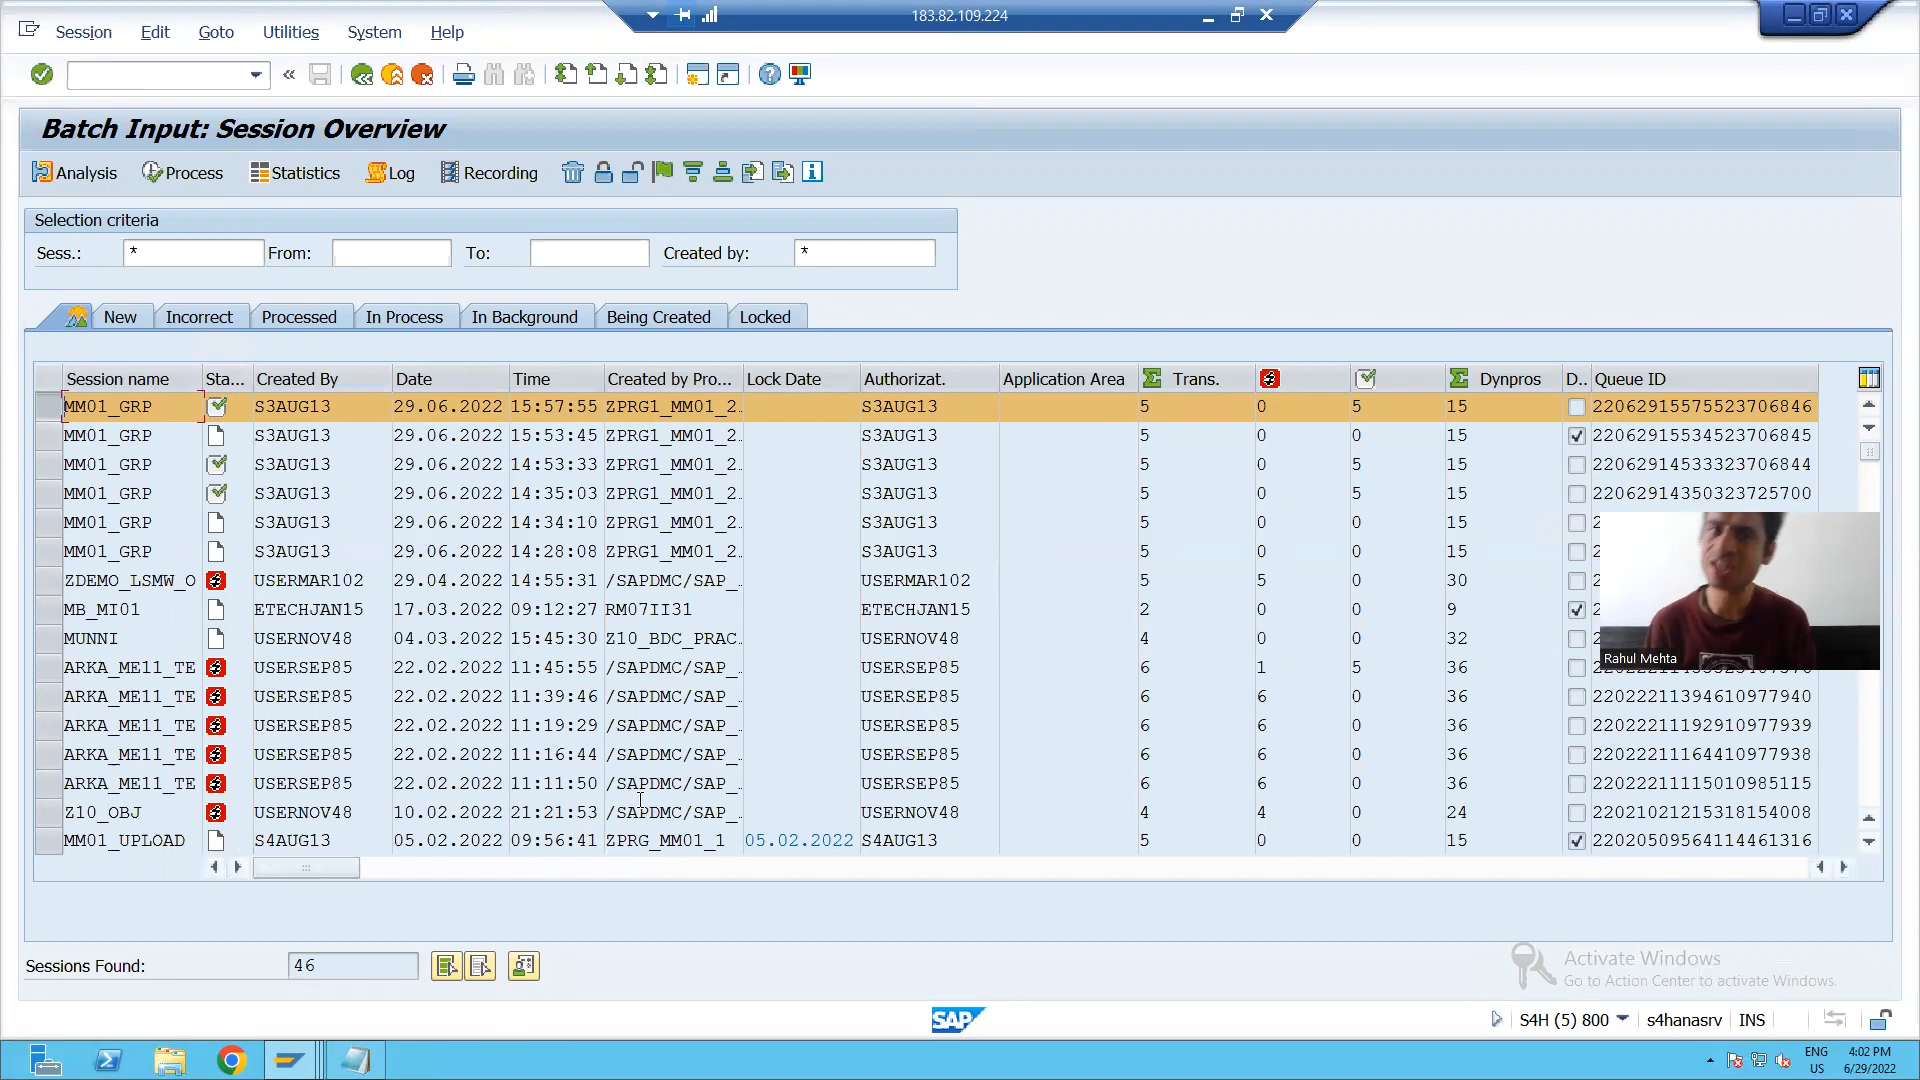 183.82.109.224
Session Edit Goto Utilities System Help
Batch Input: Session Overview
Analysis Process Statistics Log Recording
Selection criteria
Sess.: * From: To: Created by: *
New Incorrect Processed In Process In Background Being Created Locked
Session name Sta... Created By Date Time Created by Pro... Lock Date Authorizat. Application Area Trans. Dynpros D.. Queue ID
MM01_GRP S3AUG13 29.06.2022 15:57:55 ZPRG1_MM01_2. S3AUG13 5 0 5 15 22062915575523706846
MM01_GRP S3AUG13 29.06.2022 15:53:45 ZPRG1_MM01_2. S3AUG13 5 0 0 15 22062915534523706845
MM01_GRP S3AUG13 29.06.2022 14:53:33 ZPRG1_MM01_2. S3AUG13 5 0 5 15 22062914533323706844
MM01_GRP S3AUG13 29.06.2022 14:35:03 ZPRG1_MM01_2. S3AUG13 5 0 5 15 22062914350323725700
MM01_GRP S3AUG13 29.06.2022 14:34:10 ZPRG1_MM01_2. S3AUG13 5 0 0 15
MM01_GRP S3AUG13 29.06.2022 14:28:08 ZPRG1_MM01_2. S3AUG13 5 0 0 15
ZDEMO_LSMW_O USERMAR102 29.04.2022 14:55:31 /SAPDMC/SAP_. USERMAR102 5 5 0 30
MB_MI01 ETECHJAN15 17.03.2022 09:12:27 RM07II31 ETECHJAN15 2 0 0 9
MUNNI USERNOV48 04.03.2022 15:45:30 Z10_BDC_PRAC. USERNOV48 4 0 0 32
ARKA_ME11_TE USERSEP85 22.02.2022 11:45:55 /SAPDMC/SAP_. USERSEP85 6 1 5 36
ARKA_ME11_TE USERSEP85 22.02.2022 11:39:46 /SAPDMC/SAP_. USERSEP85 6 6 0 36 22022211394610977940
ARKA_ME11_TE USERSEP85 22.02.2022 11:19:29 /SAPDMC/SAP_. USERSEP85 6 6 0 36 22022211192910977939
ARKA_ME11_TE USERSEP85 22.02.2022 11:16:44 /SAPDMC/SAP_. USERSEP85 6 6 0 36 22022211164410977938
ARKA_ME11_TE USERSEP85 22.02.2022 11:11:50 /SAPDMC/SAP_. USERSEP85 6 6 0 36 22022211115010985115
Z10_OBJ USERNOV48 10.02.2022 21:21:53 /SAPDMC/SAP_. USERNOV48 4 4 0 24 22021021215318154008
MM01_UPLOAD S4AUG13 05.02.2022 09:56:41 ZPRG_MM01_1 05.02.2022 S4AUG13 5 0 0 15 22020509564114461316
Rahul Mehta
Sessions Found: 46
Activate Windows
Go to Action Center to activate Windows.
SAP
S4H (5) 800 s4hanasrv INS
ENG 4:02 PM
US 6/29/2022